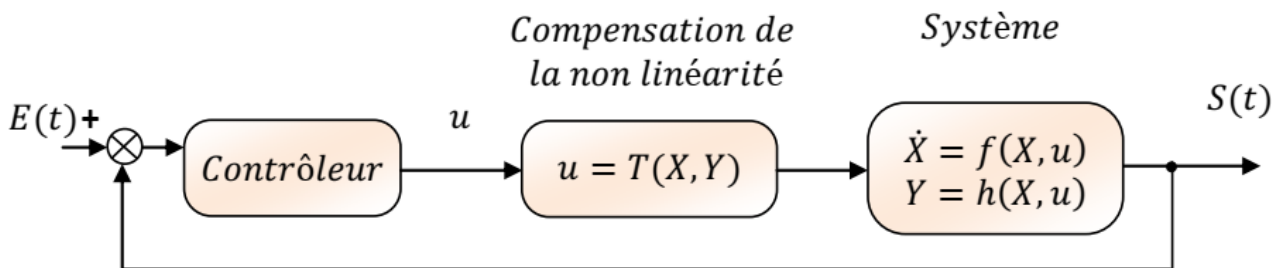 Compensation de
la non linéarité
Système
E(t)+
u
S(t)
Contrôleur
u = T(X, Y)
Ẋ = f(X, u)
Y = h(X, u)